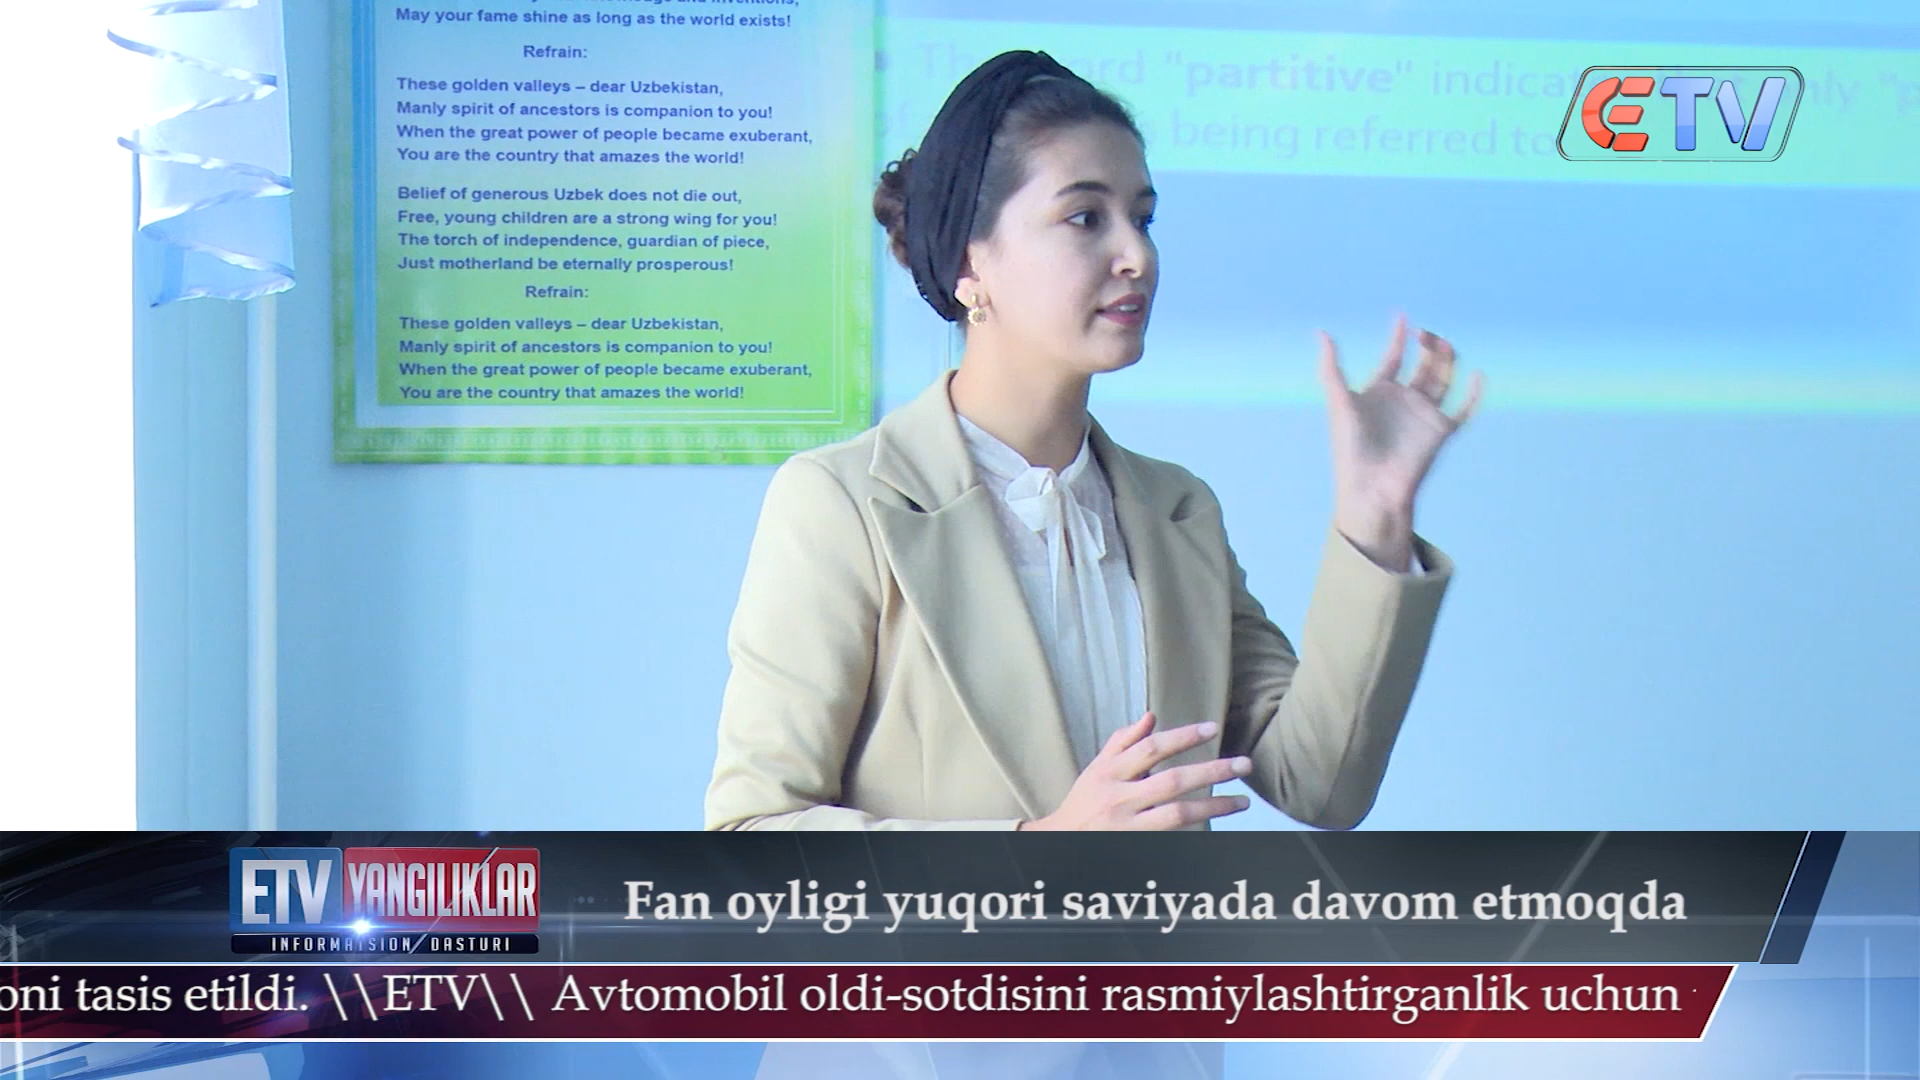 May your fame shine as long as the world exists!
Refrain:
These golden valleys – dear Uzbekistan,
Manly spirit of ancestors is companion to you!
When the great power of people became exuberant,
You are the country that amazes the world!
Belief of generous Uzbek does not die out,
Free, young children are a strong wing for you!
The torch of independence, guardian of piece,
Just motherland be eternally prosperous!
Refrain:
These golden valleys – dear Uzbekistan,
Manly spirit of ancestors is companion to you!
When the great power of people became exuberant,
You are the country that amazes the world!
"partitive"
being referred to
ETV
ETV YANGILIKLAR
INFORMATSION DASTURI
Fan oyligi yuqori saviyada davom etmoqda
oni tasis etildi. \\ETV\\ Avtomobil oldi-sotdisini rasmiylashtirganlik uchun